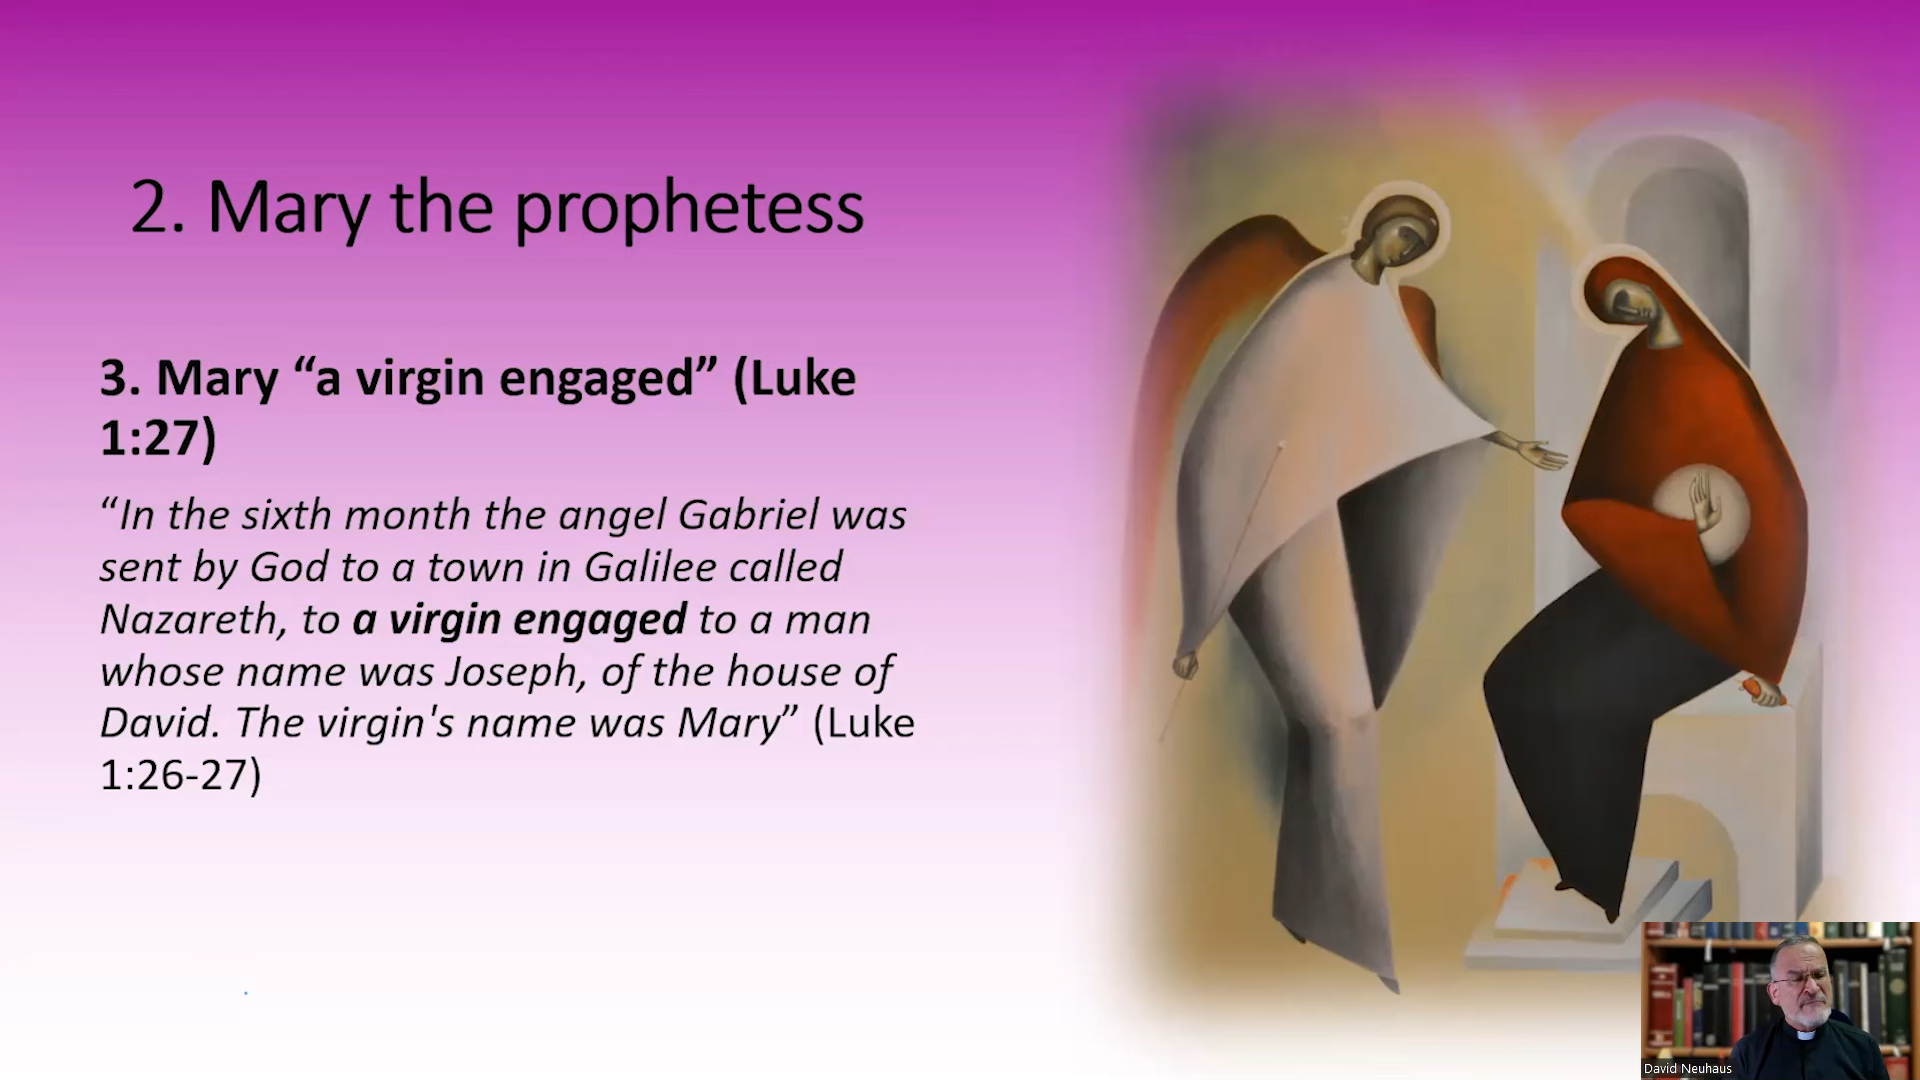 2. Mary the prophetess
3. Mary “a virgin engaged” (Luke
1:27)
“In the sixth month the angel Gabriel was
sent by God to a town in Galilee called
Nazareth, to a virgin engaged to a man
whose name was Joseph, of the house of
David. The virgin's name was Mary” (Luke
1:26-27)
David Neuhaus